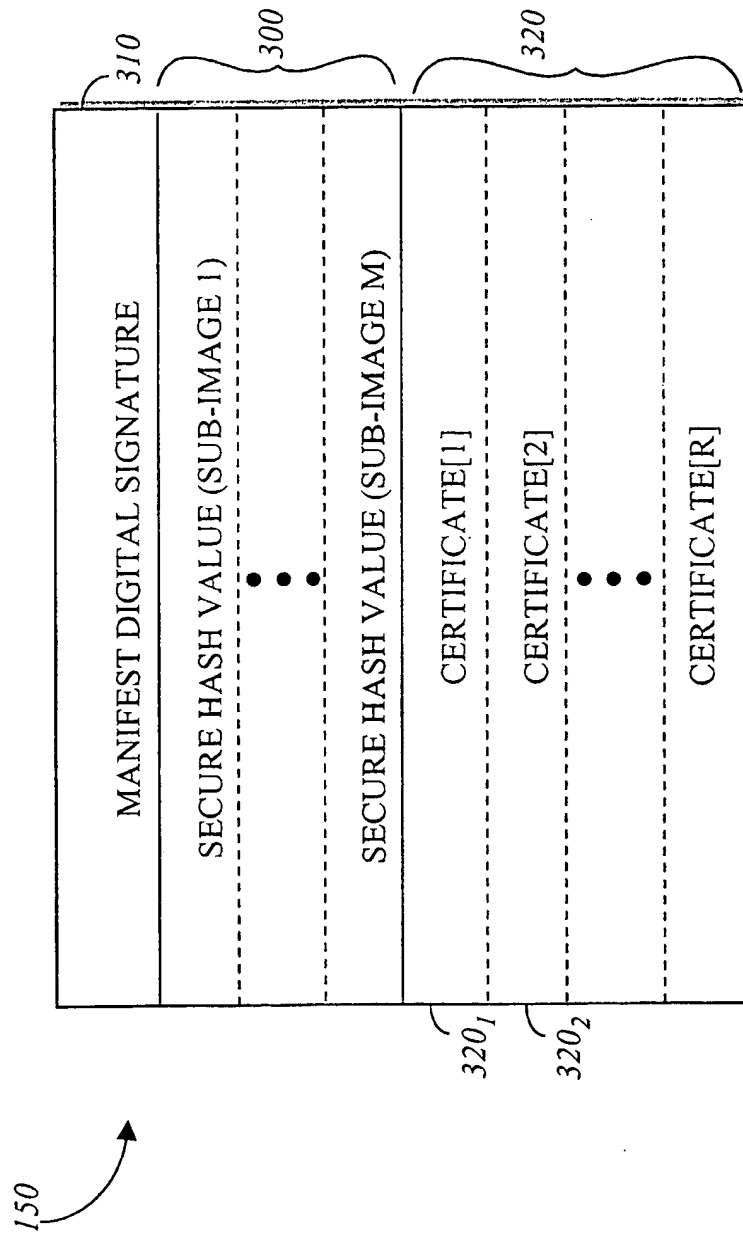 150
310
MANIFEST DIGITAL SIGNATURE
SECURE HASH VALUE (SUB-IMAGE 1)
300
SECURE HASH VALUE (SUB-IMAGE M)
320₁
CERTIFICATE[1]
320
320₂
CERTIFICATE[2]
CERTIFICATE[R]